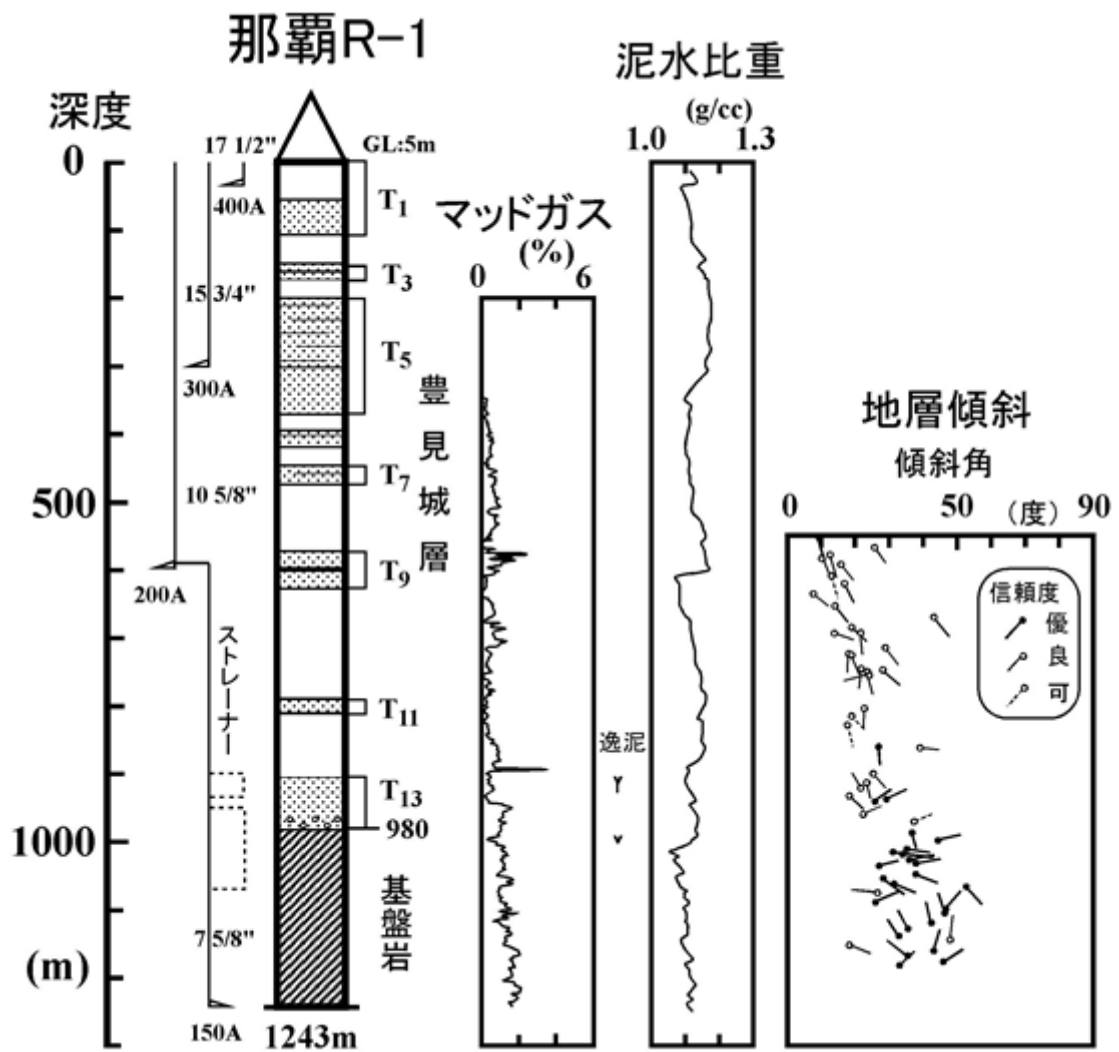 那覇R-1
深度
17 1/2"
GL:5m
0
400A
T1
15 3/4"
T3
T5
300A
T7
10 5/8"
500
T9
200A
豊見城層
ストレーナー
T11
T13
980
1000
基盤岩
7 5/8"
(m)
150A
1243m
マッドガス
(%)
0 6
泥水比重
(g/cc)
1.0 1.3
逸泥
地層傾斜
傾斜角
0 50 (度) 90
信頼度
優
良
可